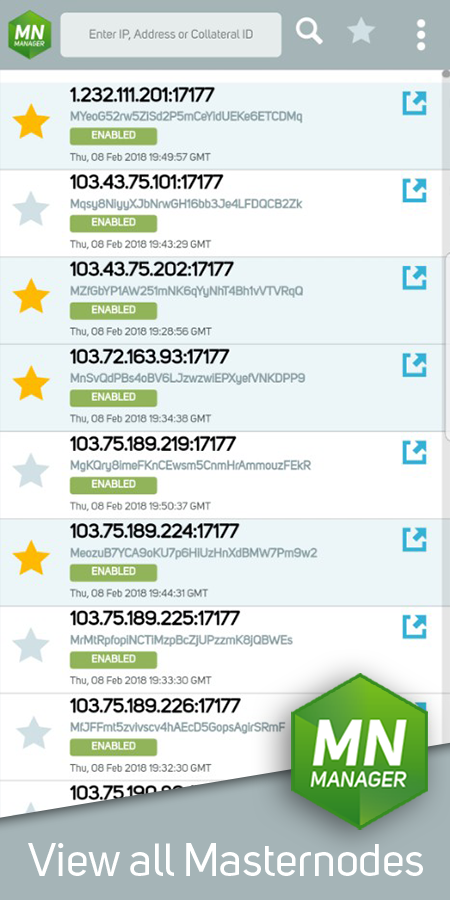 MN
MANAGER
Enter IP, Address or Collateral ID
1.232.111.201:17177
MYeoG52rw5ZiSd2P5mCeYidUEKe6ETCDMq
ENABLED
Thu, 08 Feb 2018 19:49:57 GMT
103.43.75.101:17177
Mqsy8NiyyXJbNrwGH16bb3Je4LFDQCB2Zk
ENABLED
Thu, 08 Feb 2018 19:43:29 GMT
103.43.75.202:17177
MZfGbYP1AW251mNK6qYyNhT4Bh1vVTVRqQ
ENABLED
Thu, 08 Feb 2018 19:28:56 GMT
103.72.163.93:17177
MnSvQdPBs4oBV6LJzwzwiEPXyefVNKDPP9
ENABLED
Thu, 08 Feb 2018 19:34:38 GMT
103.75.189.219:17177
MgKQry8imeFKnCEwsm5CnmHrAmmouzFEkR
ENABLED
Thu, 08 Feb 2018 19:50:37 GMT
103.75.189.224:17177
MeozuB7YCA9oKU7p6HiUzHnXdBMW7Pm9w2
ENABLED
Thu, 08 Feb 2018 19:44:31 GMT
103.75.189.225:17177
MrMtRpfopiNCTiMzpBcZjUPzzmK8jQBWEs
ENABLED
Thu, 08 Feb 2018 19:33:30 GMT
103.75.189.226:17177
MfJFFmt5zvivscv4hAEcD5GopsAgirSRmF
ENABLED
Thu, 08 Feb 2018 19:32:30 GMT
MN
MANAGER
View all Masternodes